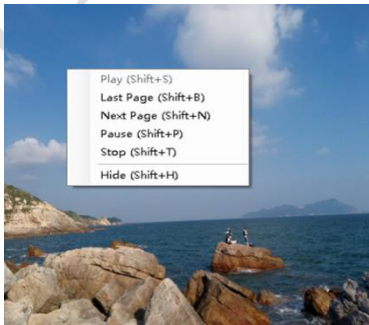 Play (Shift+S)
Last Page (Shift+B)
Next Page (Shift+N)
Pause (Shift+P)
Stop (Shift+T)
Hide (Shift+H)